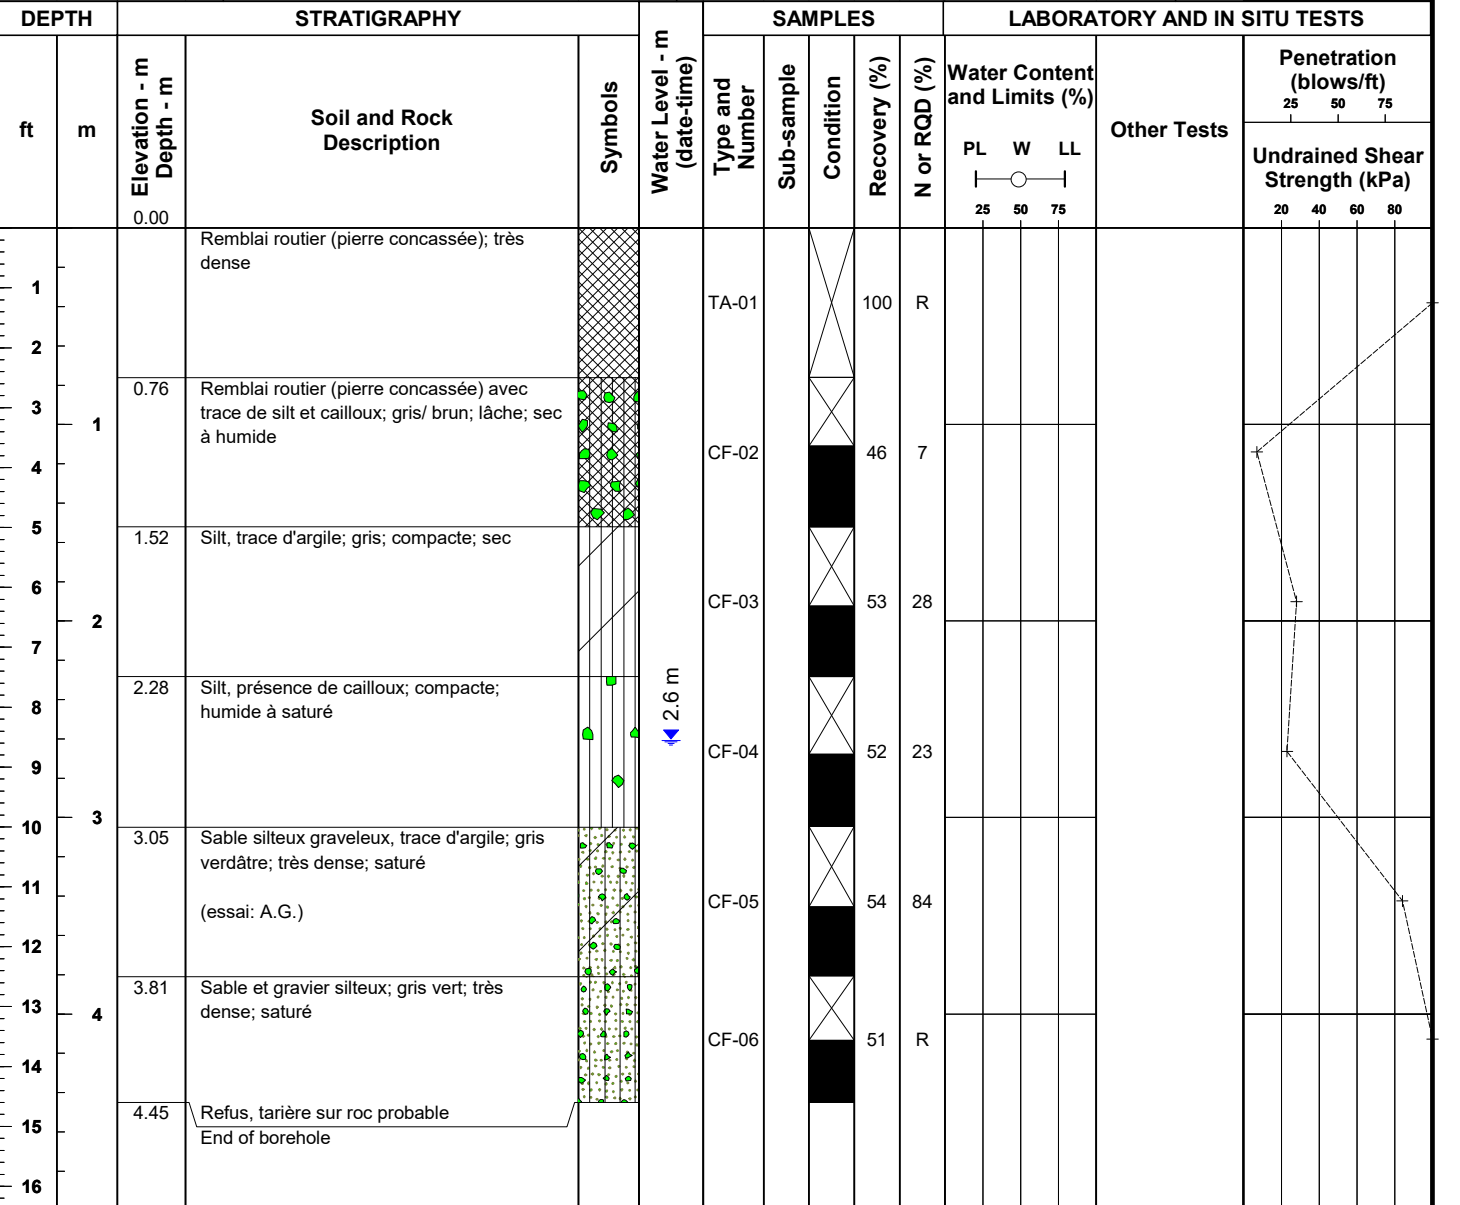 DEPTH
STRATIGRAPHY
SAMPLES
LABORATORY AND IN SITU TESTS
ft
m
Elevation - m
Depth - m
0.00
Soil and Rock
Description
Symbols
Water Level - m
(date-time)
Type and
Number
Sub-sample
Condition
Recovery (%)
N or RQD (%)
Water Content
and Limits (%)
PL W LL
25 50 75
Other Tests
Penetration
(blows/ft)
25 50 75
Undrained Shear
Strength (kPa)
20 40 60 80
Remblai routier (pierre concassée); très
dense
1
TA-01 100 R
2
0.76 Remblai routier (pierre concassée) avec
trace de silt et cailloux; gris/ brun; lâche; sec
à humide
3
1
4
CF-02 46 7
5
1.52 Silt, trace d'argile; gris; compacte; sec
6
CF-03 53 28
2
7
2.28 Silt, présence de cailloux; compacte;
humide à saturé
2.6 m
8
CF-04 52 23
9
3
10
3.05 Sable silteux graveleux, trace d'argile; gris
verdâtre; très dense; saturé
11
(essai: A.G.)
CF-05 54 84
12
3.81 Sable et gravier silteux; gris vert; très
dense; saturé
13
4
CF-06 51 R
14
4.45 Refus, tarière sur roc probable
15
End of borehole
16